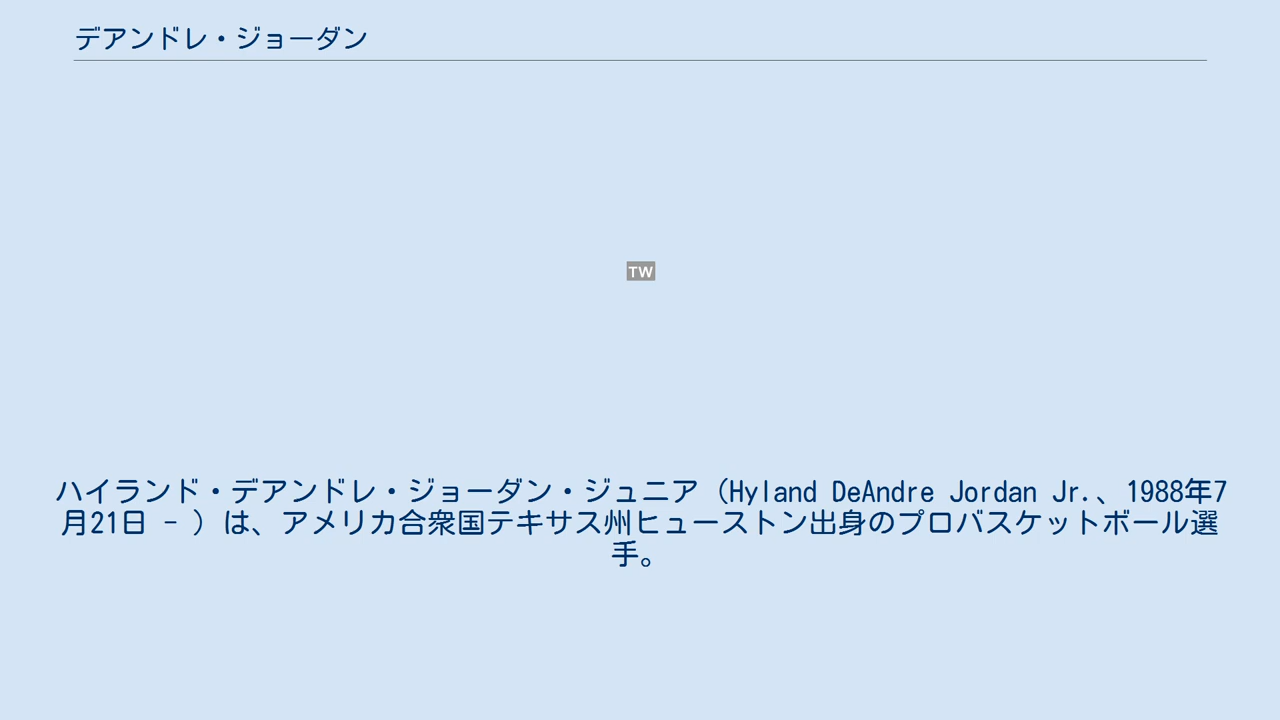 デアンドレ・ジョーダン
TW
ハイランド・デアンドレ・ジョーダン・ジュニア（Hyland DeAndre Jordan Jr.、1988年7
月21日 - ）は、アメリカ合衆国テキサス州ヒューストン出身のプロバスケットボール選
手。